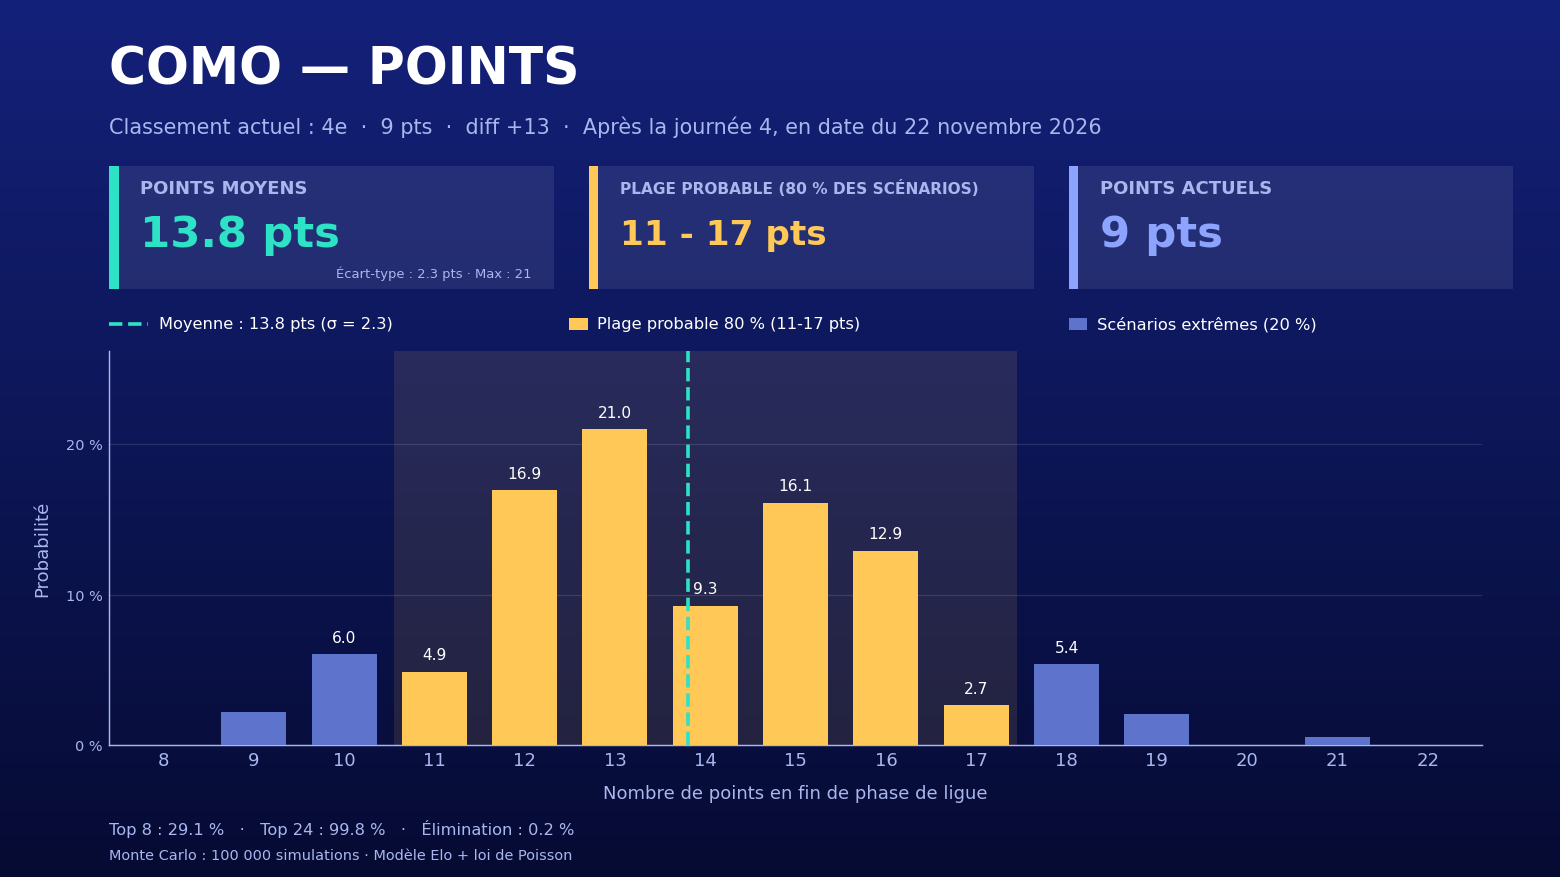 COMO — POINTS
Classement actuel : 4e · 9 pts · diff +13 · Après la journée 4, en date du 22 novembre 2026
POINTS MOYENS
13.8 pts
Écart-type : 2.3 pts · Max : 21
PLAGE PROBABLE (80 % DES SCÉNARIOS)
11 - 17 pts
POINTS ACTUELS
9 pts
Moyenne : 13.8 pts (σ = 2.3)
Plage probable 80 % (11-17 pts)
Scénarios extrêmes (20 %)
Probabilité
20 %
10 %
0 %
6.0
4.9
16.9
21.0
9.3
16.1
12.9
2.7
5.4
8 9 10 11 12 13 14 15 16 17 18 19 20 21 22
Nombre de points en fin de phase de ligue
Top 8 : 29.1 % · Top 24 : 99.8 % · Élimination : 0.2 %
Monte Carlo : 100 000 simulations · Modèle Elo + loi de Poisson